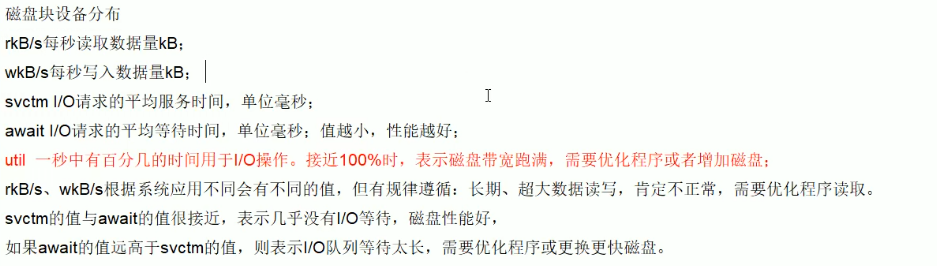 磁盘块设备分布
rkB/s每秒读取数据量kB；
wkB/s每秒写入数据量kB；
svctm I/O请求的平均服务时间，单位毫秒；
await I/O请求的平均等待时间，单位毫秒；值越小，性能越好；
util 一秒中有百分几的时间用于I/O操作。接近100%时，表示磁盘带宽跑满，需要优化程序或者增加磁盘；
rkB/s、wkB/s根据系统应用不同会有不同的值，但有规律遵循：长期、超大数据读写，肯定不正常，需要优化程序读取。
svctm的值与await的值很接近，表示几乎没有I/O等待，磁盘性能好，
如果await的值远高于svctm的值，则表示I/O队列等待太长，需要优化程序或更换更快磁盘。